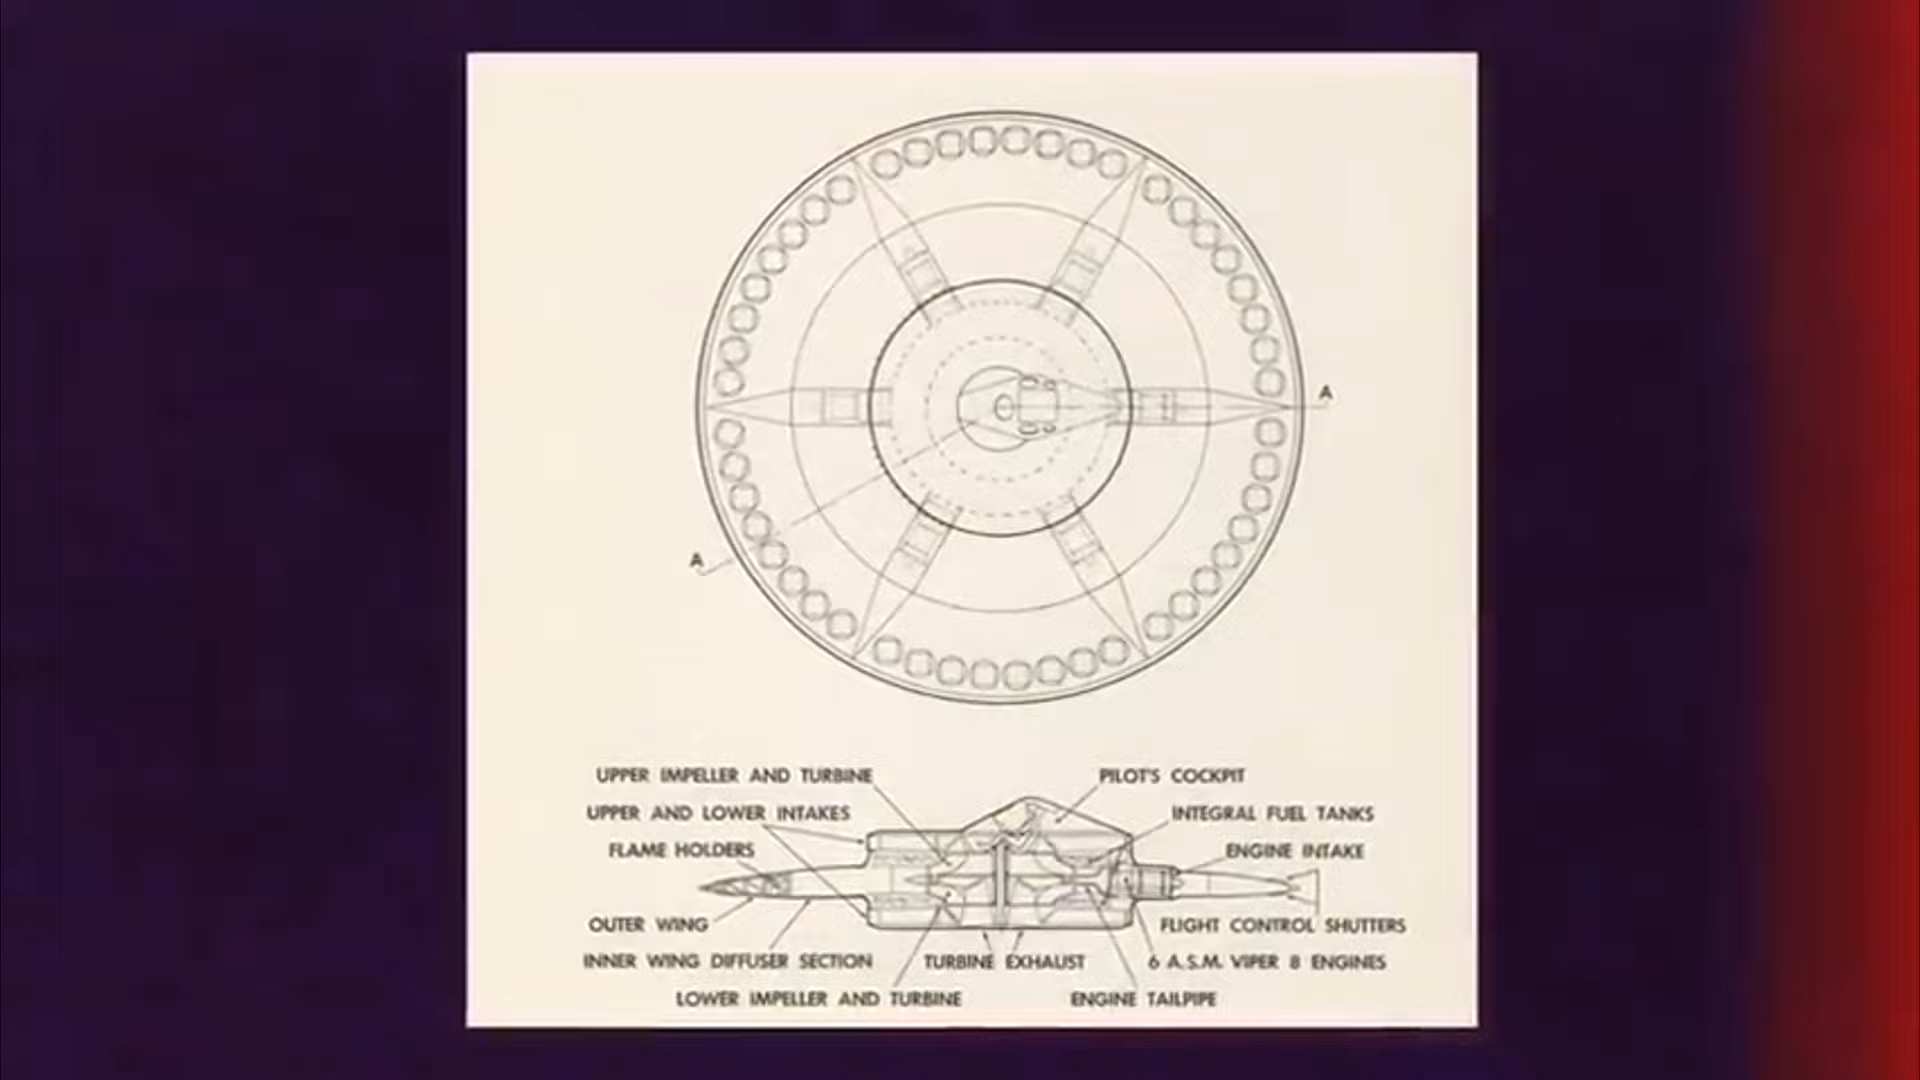 A
A
UPPER IMPELLER AND TURBINE
PILOT'S COCKPIT
UPPER AND LOWER INTAKES
INTEGRAL FUEL TANKS
FLAME HOLDERS
ENGINE INTAKE
OUTER WING
FLIGHT CONTROL SHUTTERS
INNER WING DIFFUSER SECTION
TURBINE EXHAUST
6 A.S.M. VIPER 8 ENGINES
LOWER IMPELLER AND TURBINE
ENGINE TAILPIPE